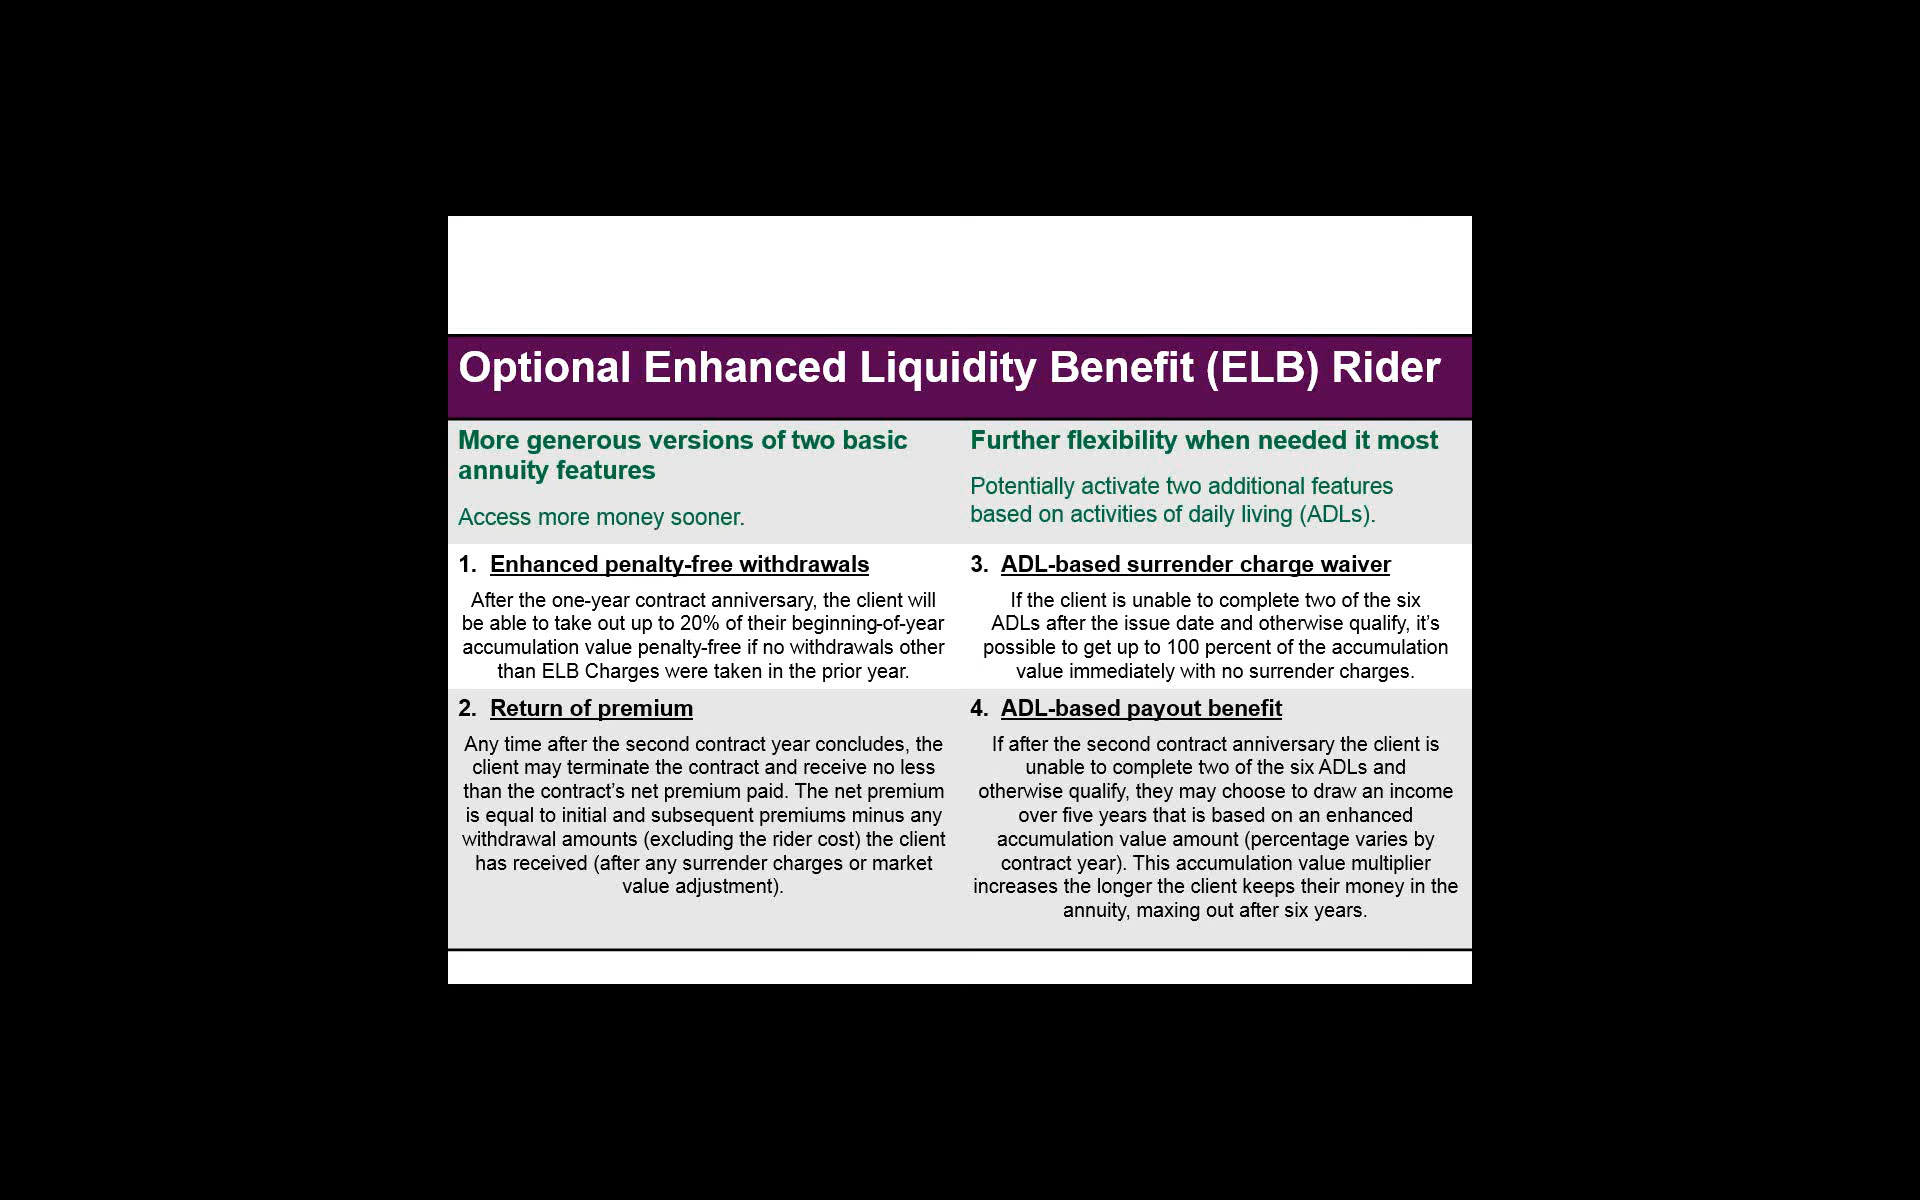 Optional Enhanced Liquidity Benefit (ELB) Rider
More generous versions of two basic
annuity features
Access more money sooner.
Further flexibility when needed it most
Potentially activate two additional features
based on activities of daily living (ADLs).
1. Enhanced penalty-free withdrawals
After the one-year contract anniversary, the client will
be able to take out up to 20% of their beginning-of-year
accumulation value penalty-free if no withdrawals other
than ELB Charges were taken in the prior year.
3. ADL-based surrender charge waiver
If the client is unable to complete two of the six
ADLs after the issue date and otherwise qualify, it's
possible to get up to 100 percent of the accumulation
value immediately with no surrender charges.
2. Return of premium
Any time after the second contract year concludes, the
client may terminate the contract and receive no less
than the contract's net premium paid. The net premium
is equal to initial and subsequent premiums minus any
withdrawal amounts (excluding the rider cost) the client
has received (after any surrender charges or market
value adjustment).
4. ADL-based payout benefit
If after the second contract anniversary the client is
unable to complete two of the six ADLs and
otherwise qualify, they may choose to draw an income
over five years that is based on an enhanced
accumulation value amount (percentage varies by
contract year). This accumulation value multiplier
increases the longer the client keeps their money in the
annuity, maxing out after six years.